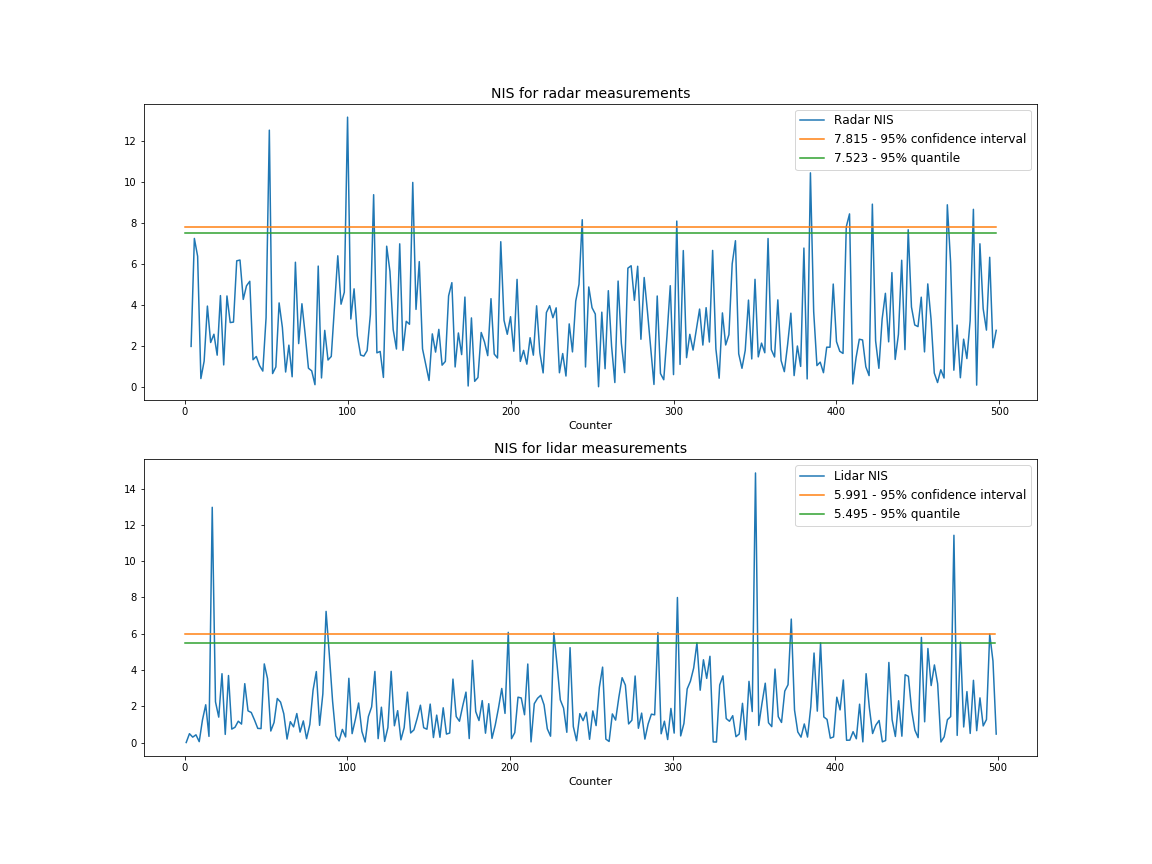 NIS for radar measurements
Radar NIS
7.815 - 95% confidence interval
7.523 - 95% quantile
12
10
8
6
4
2
0
0 100 200 300 400 500
Counter
NIS for lidar measurements
Lidar NIS
5.991 - 95% confidence interval
5.495 - 95% quantile
14
12
10
8
6
4
2
0
0 100 200 300 400 500
Counter